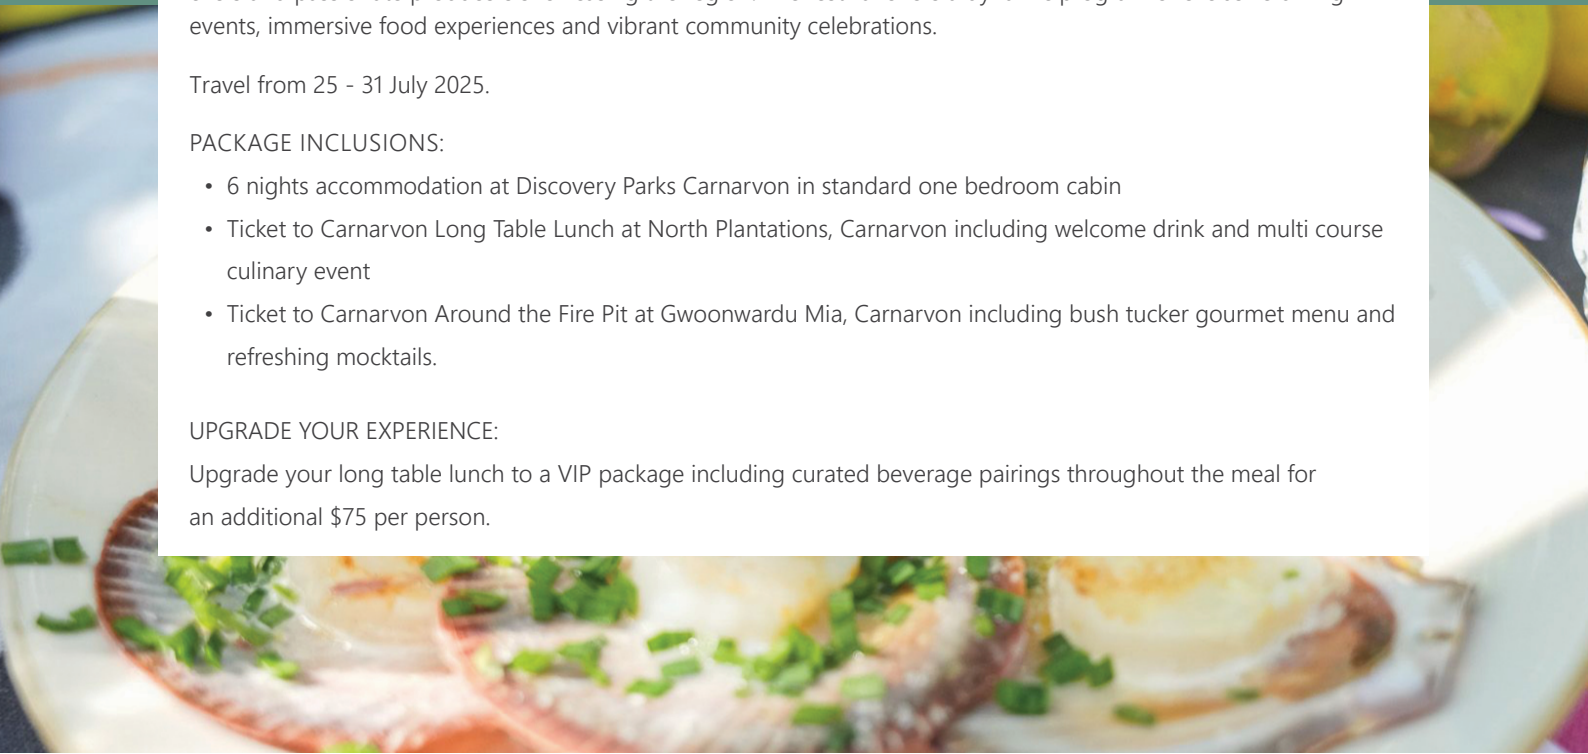 events, immersive food experiences and vibrant community celebrations.
Travel from 25 - 31 July 2025.
PACKAGE INCLUSIONS:
• 6 nights accommodation at Discovery Parks Carnarvon in standard one bedroom cabin
• Ticket to Carnarvon Long Table Lunch at North Plantations, Carnarvon including welcome drink and multi course
culinary event
• Ticket to Carnarvon Around the Fire Pit at Gwoonwardu Mia, Carnarvon including bush tucker gourmet menu and
refreshing mocktails.
UPGRADE YOUR EXPERIENCE:
Upgrade your long table lunch to a VIP package including curated beverage pairings throughout the meal for
an additional $75 per person.